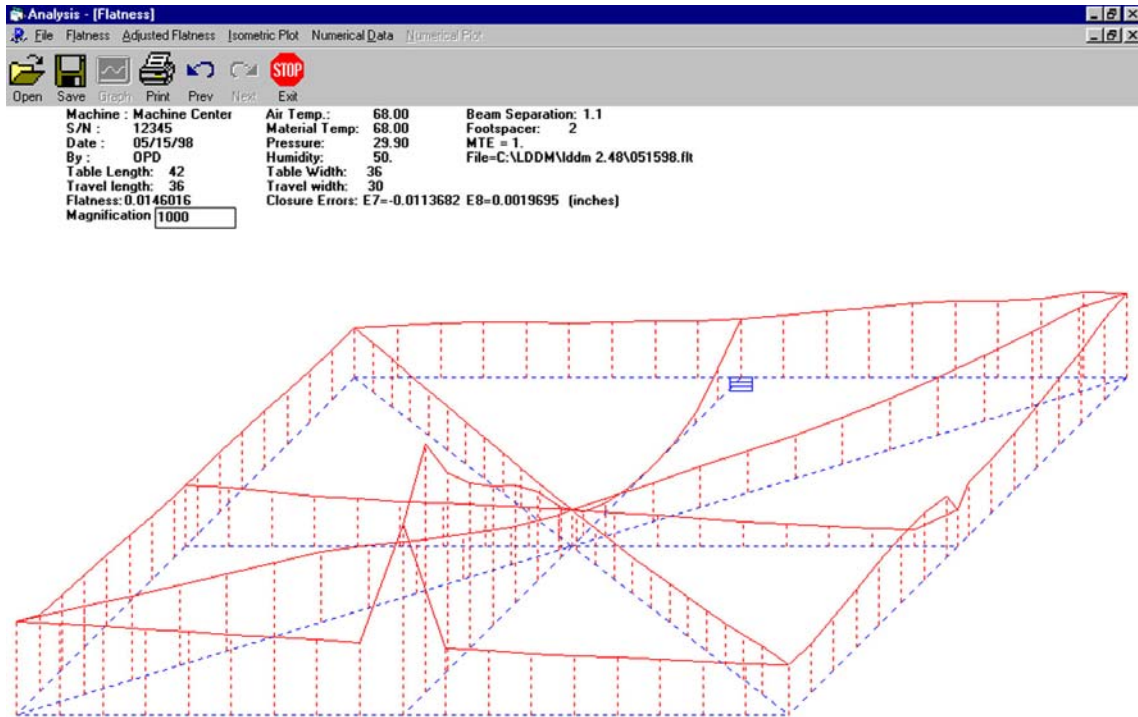 Analysis - [Flatness]
File Flatness Adjusted Flatness Isometric Plot Numerical Data Numerical Plot
Open Save Graph Print Prev Next STOP Exit
Machine : Machine Center Air Temp.: 68.00 Beam Separation: 1.1
S/N : 12345 Material Temp: 68.00 Footspacer: 2
Date : 05/15/98 Pressure: 29.90 MTE = 1.
By : OPD Humidity: 50. File=C:\LDDM\lddm 2.48\051598.flt
Table Length: 42 Table Width: 36
Travel length: 36 Travel width: 30
Flatness: 0.0146016 Closure Errors: E7=-0.0113682 E8=0.0019695 (inches)
Magnification 1000